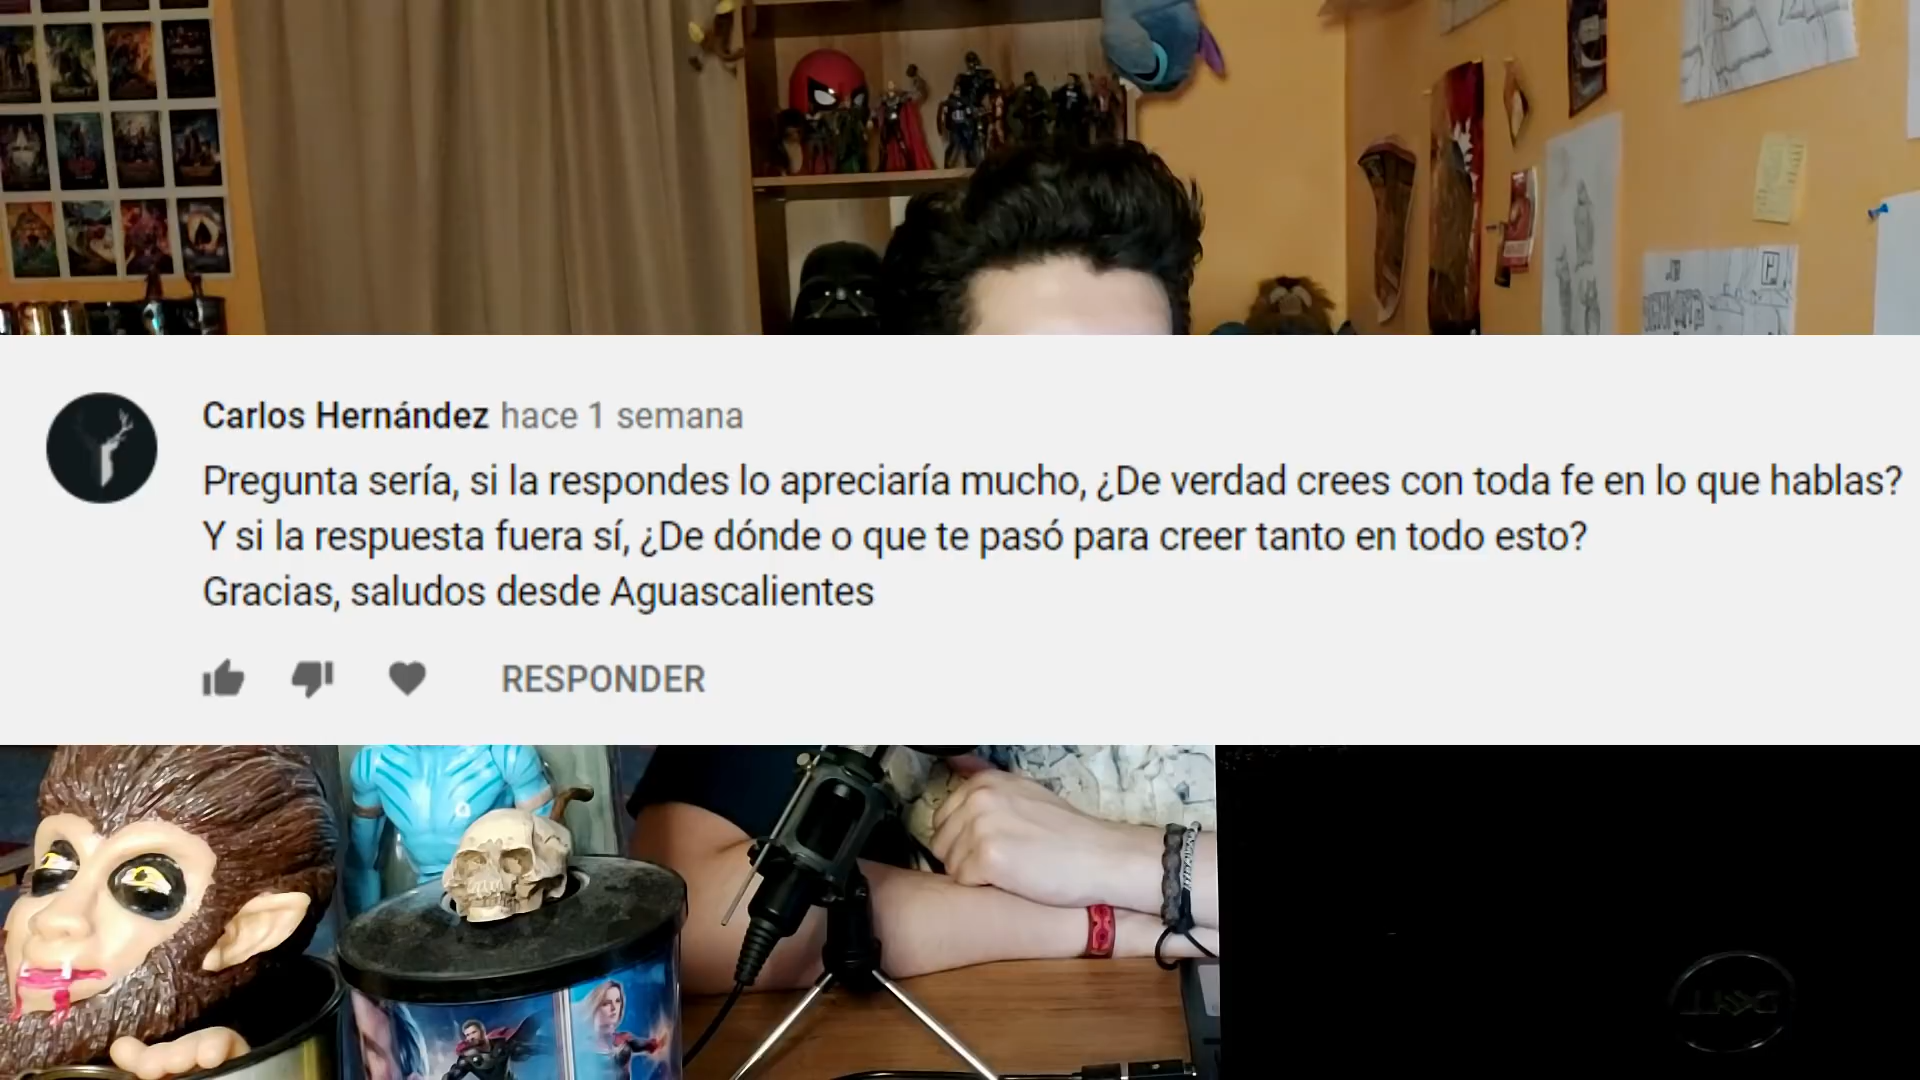 Carlos Hernández hace 1 semana
Pregunta sería, si la respondes lo apreciaría mucho, ¿De verdad crees con toda fe en lo que hablas?
Y si la respuesta fuera sí, ¿De dónde o que te pasó para creer tanto en todo esto?
Gracias, saludos desde Aguascalientes
RESPONDER